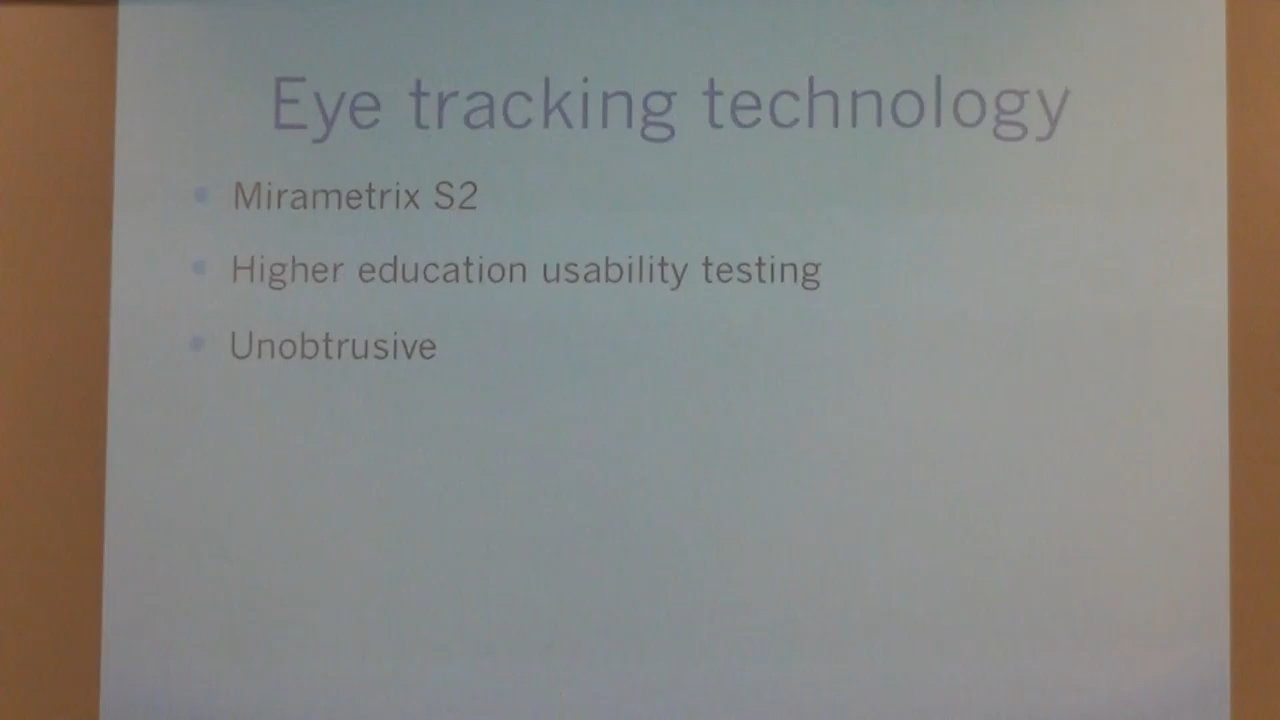 Eye tracking technology
Mirametrix S2
Higher education usability testing
Unobtrusive